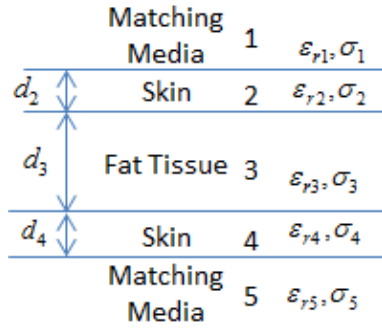 Matching
Media 1 εr1,σ1
d2 Skin 2 εr2,σ2
d3 Fat Tissue 3 εr3,σ3
d4 Skin 4 εr4,σ4
Matching
Media 5 εr5,σ5